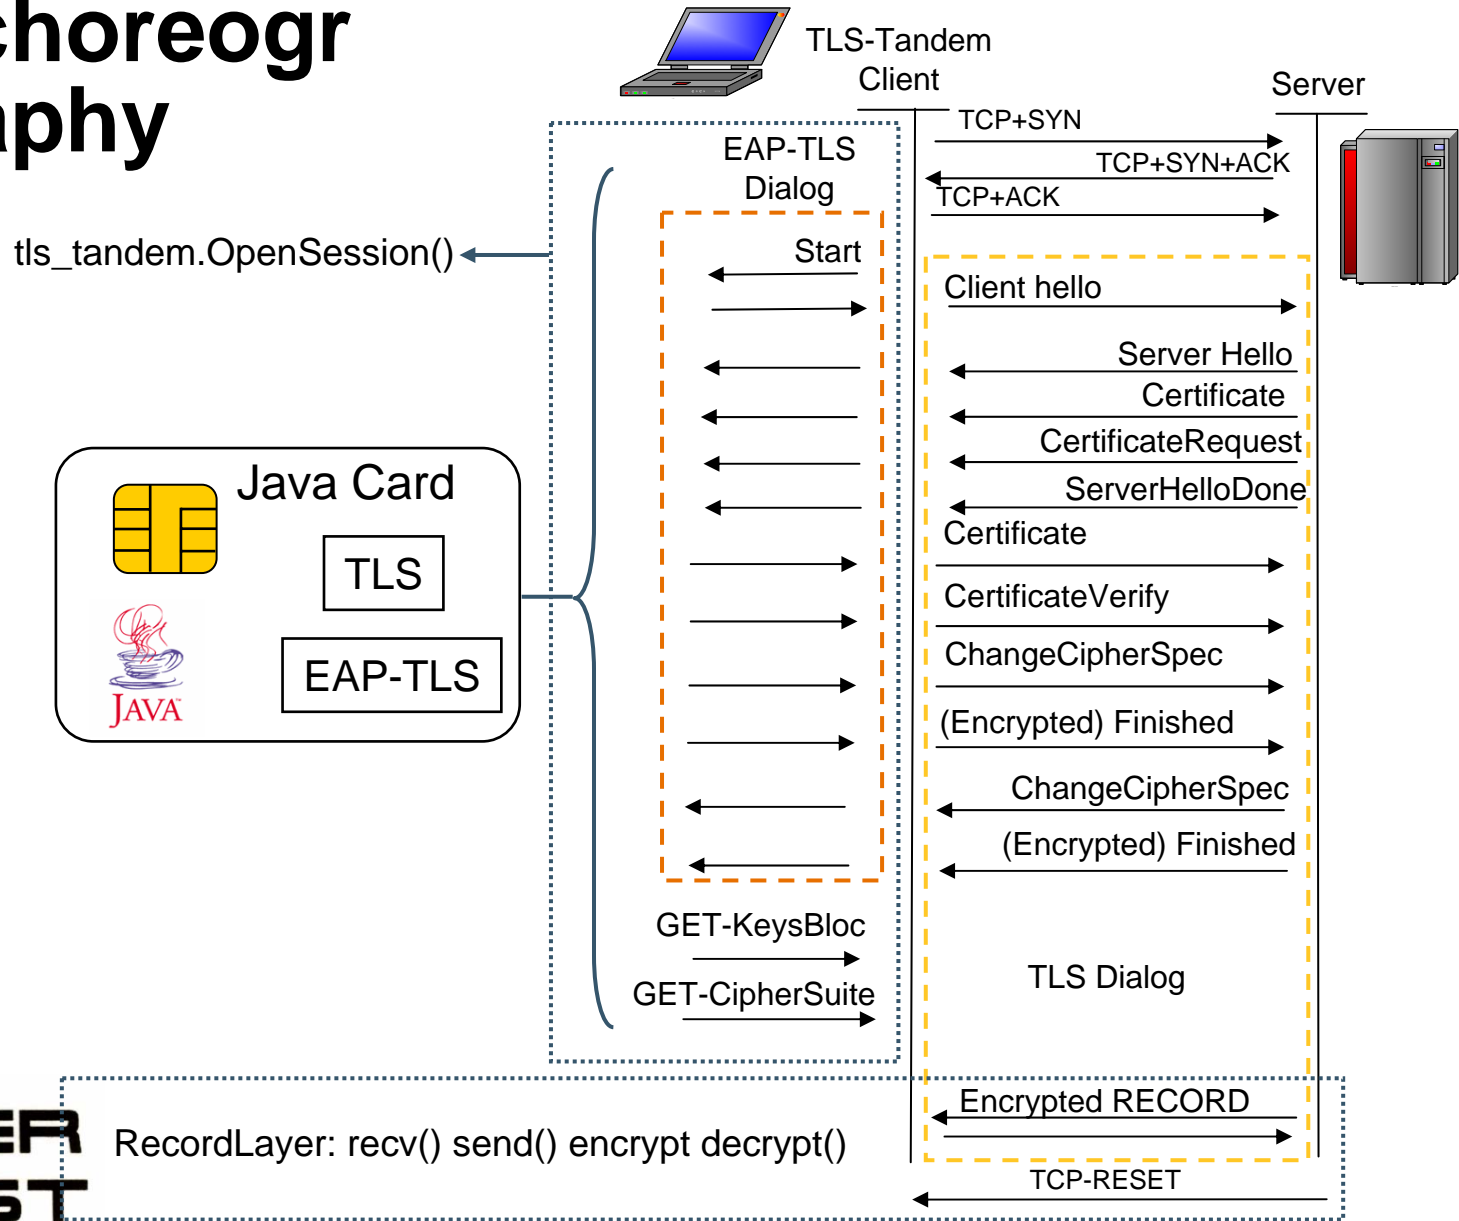 choreogr
aphy
TLS-Tandem
Client
Server
TCP+SYN
TCP+SYN+ACK
TCP+ACK
EAP-TLS
Dialog
tls_tandem.OpenSession()
Start
Client hello
Server Hello
Certificate
CertificateRequest
ServerHelloDone
Certificate
CertificateVerify
ChangeCipherSpec
(Encrypted) Finished
ChangeCipherSpec
(Encrypted) Finished
Java Card
TLS
EAP-TLS
JAVA
GET-KeysBloc
GET-CipherSuite
TLS Dialog
Encrypted RECORD
RecordLayer: recv() send() encrypt decrypt()
TCP-RESET